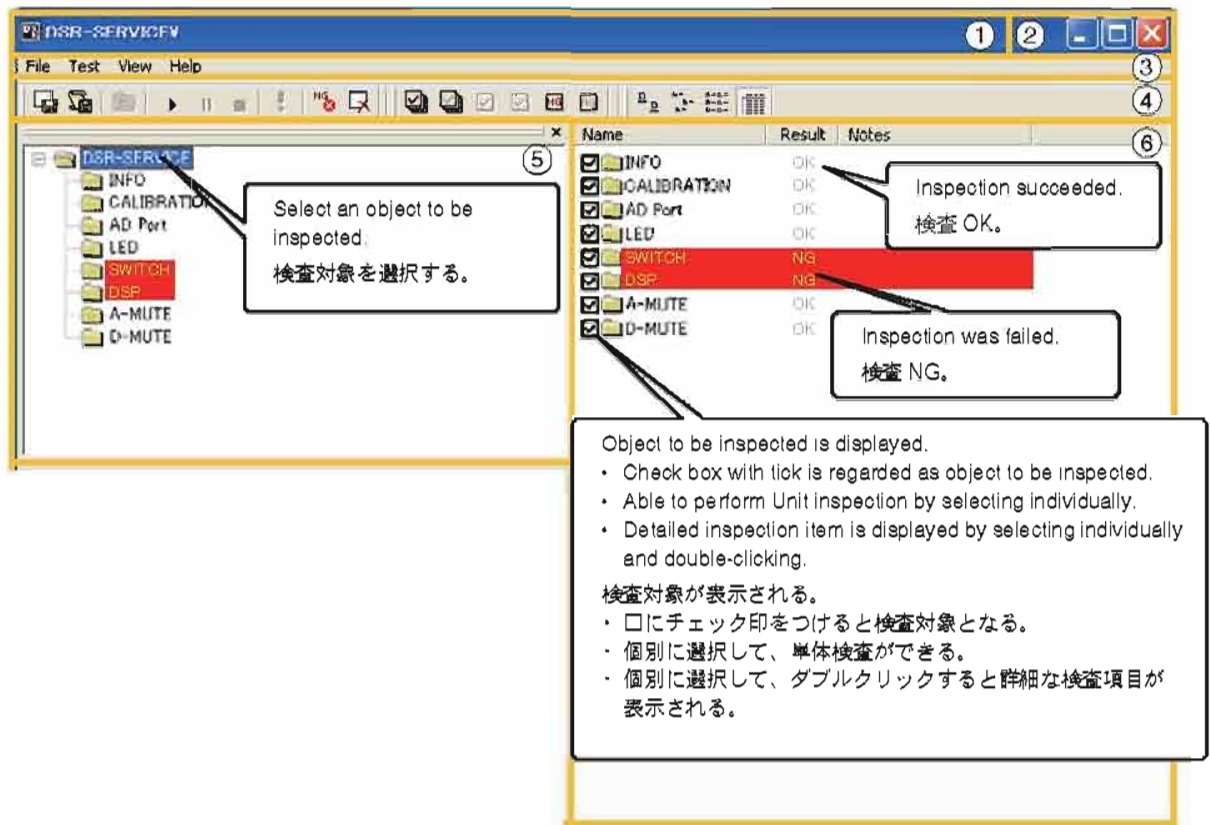 DSR-SERVICE¥
① ②
File Test View Help
③
④
⑤
DSR-SERVICE
INFO
CALIBRATION
AD Port
LED
SWITCH
DSP
A-MUTE
D-MUTE
Select an object to be
inspected.
検査対象を選択する。
Name Result Notes
⑥
INFO OK
CALIBRATION OK
AD Port OK
LED OK
SWITCH NG
DSP NG
A-MUTE OK
D-MUTE OK
Inspection succeeded.
検査 OK。
Inspection was failed.
検査 NG。
Object to be inspected is displayed.
・ Check box with tick is regarded as object to be inspected.
・ Able to perform Unit inspection by selecting individually.
・ Detailed inspection item is displayed by selecting individually
and double-clicking.
検査対象が表示される。
・ □にチェック印をつけると検査対象となる。
・ 個別に選択して、単体検査ができる。
・ 個別に選択して、ダブルクリックすると詳細な検査項目が
表示される。